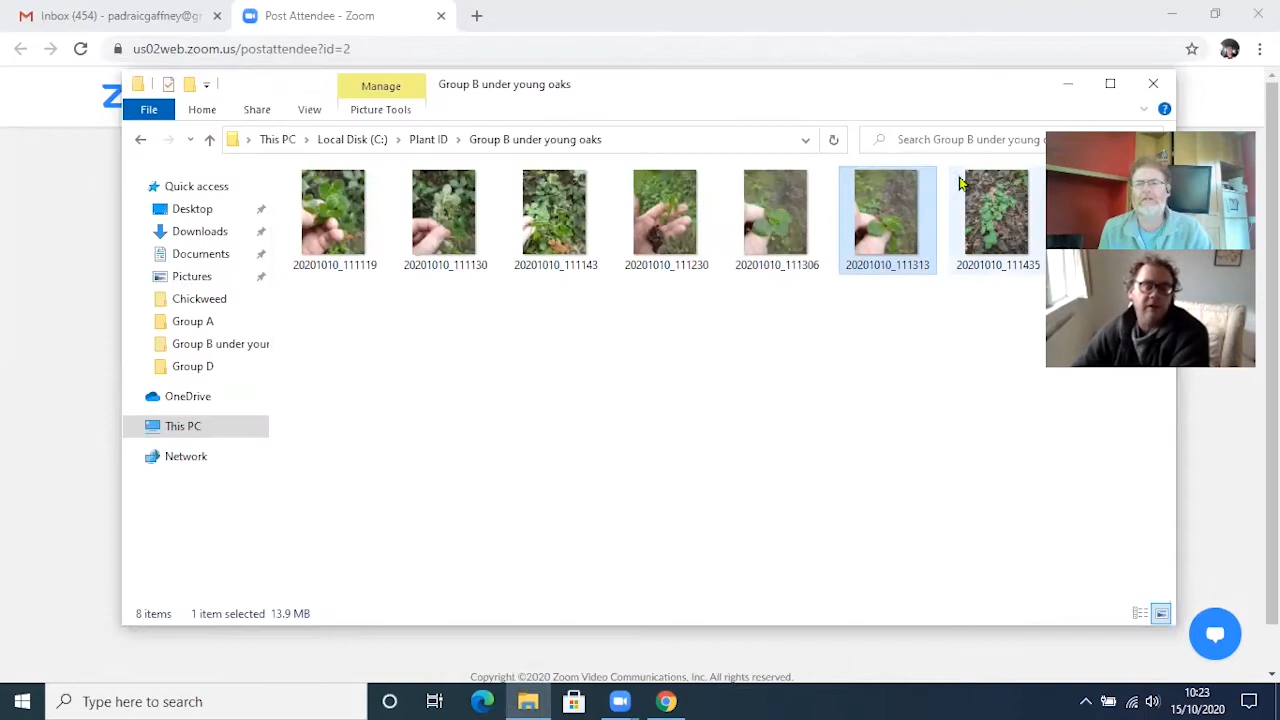 Inbox (454) - padraicgaffney@gr
Post Attendee - Zoom
us02web.zoom.us/postattendee?id=2
Manage
Group B under young oaks
File
Home
Share
View
Picture Tools
This PC > Local Disk (C:) > Plant ID > Group B under young oaks
Search Group B under young o
Quick access
Desktop
Downloads
Documents
Pictures
Chickweed
Group A
Group B under your
Group D
OneDrive
This PC
Network
20201010_111119
20201010_111130
20201010_111143
20201010_111230
20201010_111306
20201010_111313
20201010_111435
8 items
1 item selected 13.9 MB
Copyright ©2020 Zoom Video Communications, Inc. All rights reserved.
Type here to search
10:23
15/10/2020